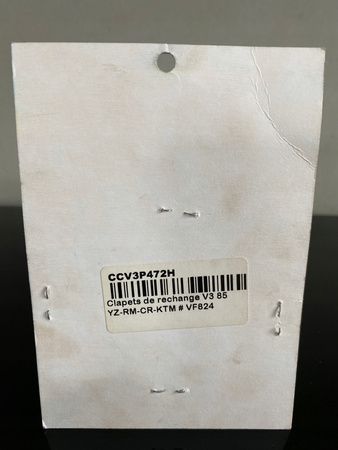 CCV3P472H
Clapets de rechange V3 85
YZ-RM-CR-KTM # VF824